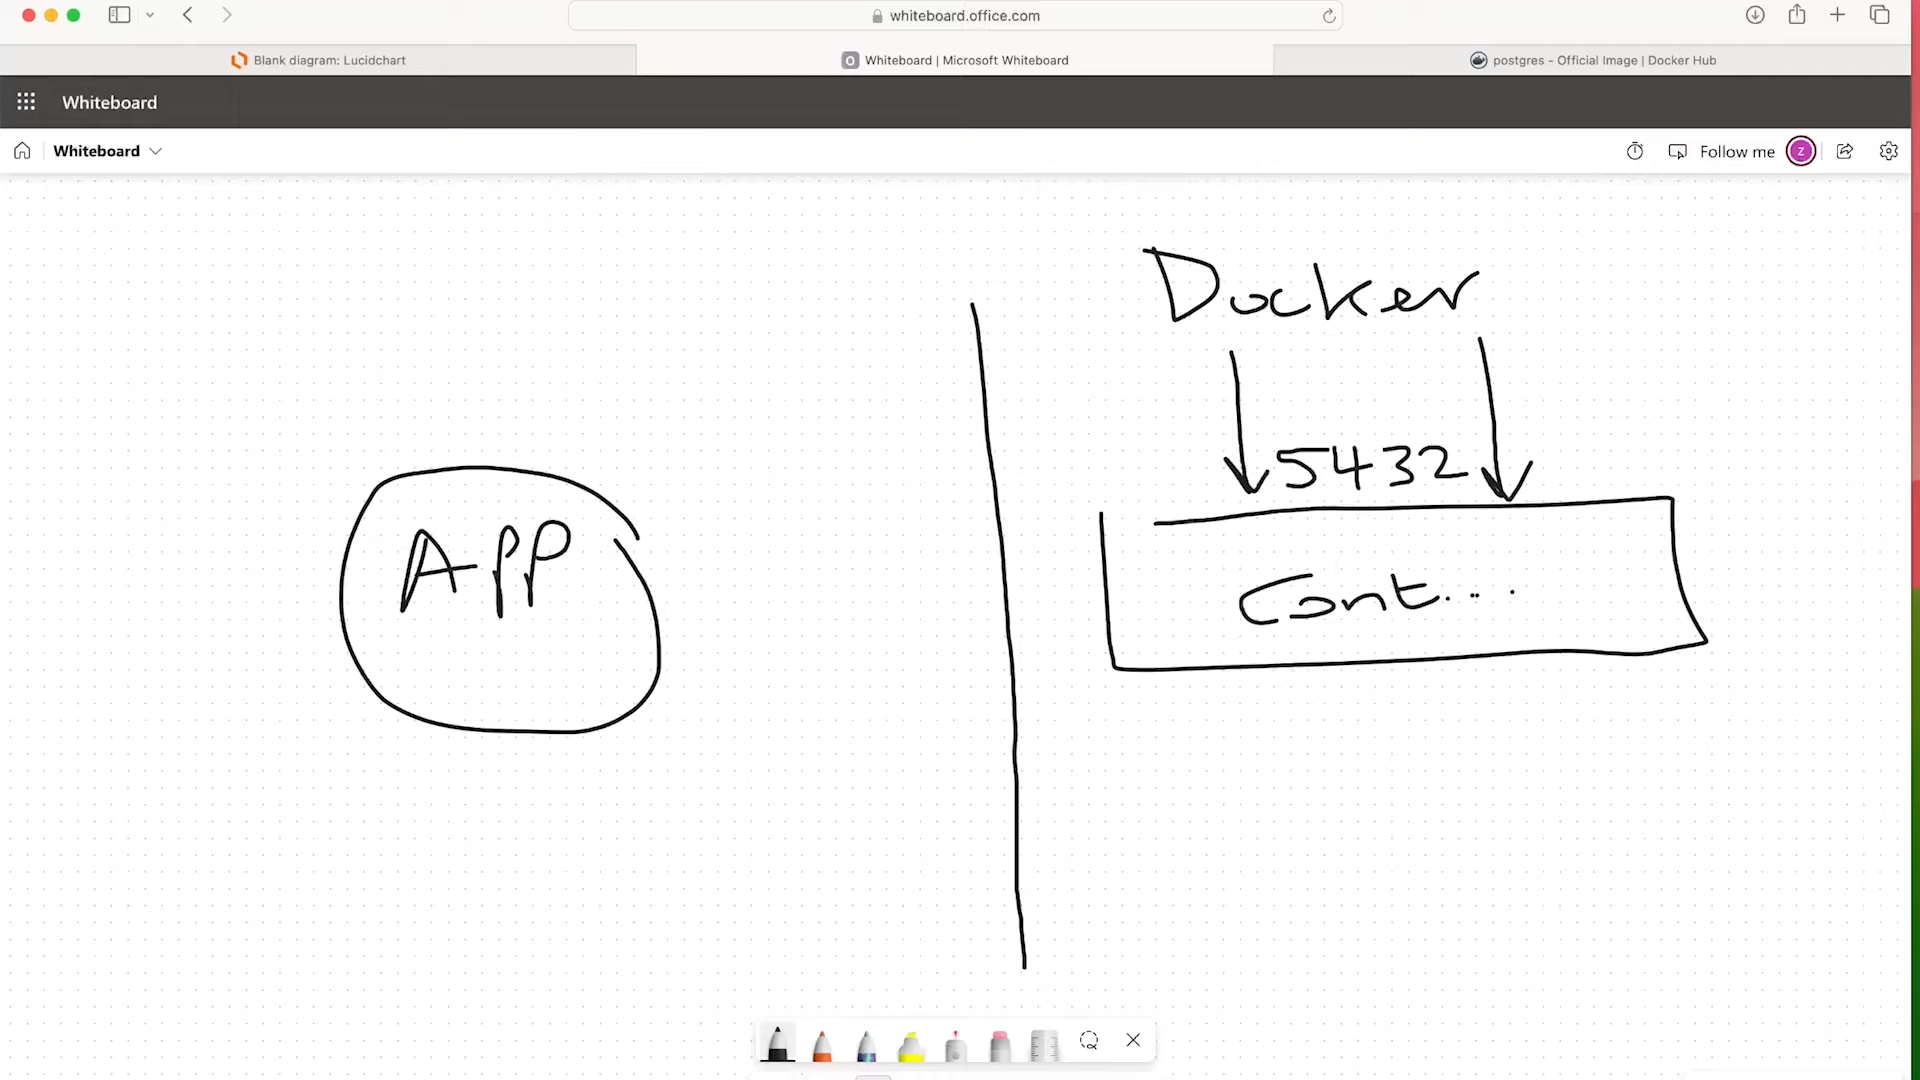 whiteboard.office.com
Blank diagram: Lucidchart
Whiteboard | Microsoft Whiteboard
postgres - Official Image | Docker Hub
Whiteboard
Whiteboard
Follow me
z
Docker
5432
App
Cont....